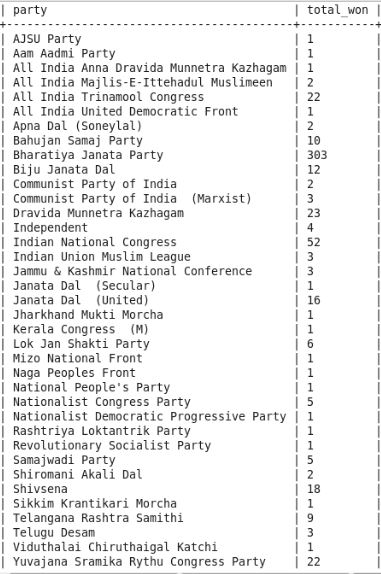 | party | total_won |
+----------------------------------------+-----------+
| AJSU Party | 1 |
| Aam Aadmi Party | 1 |
| All India Anna Dravida Munnetra Kazhagam | 1 |
| All India Majlis-E-Ittehadul Muslimeen | 2 |
| All India Trinamool Congress | 22 |
| All India United Democratic Front | 1 |
| Apna Dal (Soneylal) | 2 |
| Bahujan Samaj Party | 10 |
| Bharatiya Janata Party | 303 |
| Biju Janata Dal | 12 |
| Communist Party of India | 2 |
| Communist Party of India  (Marxist) | 3 |
| Dravida Munnetra Kazhagam | 23 |
| Independent | 4 |
| Indian National Congress | 52 |
| Indian Union Muslim League | 3 |
| Jammu & Kashmir National Conference | 3 |
| Janata Dal  (Secular) | 1 |
| Janata Dal  (United) | 16 |
| Jharkhand Mukti Morcha | 1 |
| Kerala Congress  (M) | 1 |
| Lok Jan Shakti Party | 6 |
| Mizo National Front | 1 |
| Naga Peoples Front | 1 |
| National People's Party | 1 |
| Nationalist Congress Party | 5 |
| Nationalist Democratic Progressive Party | 1 |
| Rashtriya Loktantrik Party | 1 |
| Revolutionary Socialist Party | 1 |
| Samajwadi Party | 5 |
| Shiromani Akali Dal | 2 |
| Shivsena | 18 |
| Sikkim Krantikari Morcha | 1 |
| Telangana Rashtra Samithi | 9 |
| Telugu Desam | 3 |
| Viduthalai Chiruthaigal Katchi | 1 |
| Yuvajana Sramika Rythu Congress Party | 22 |